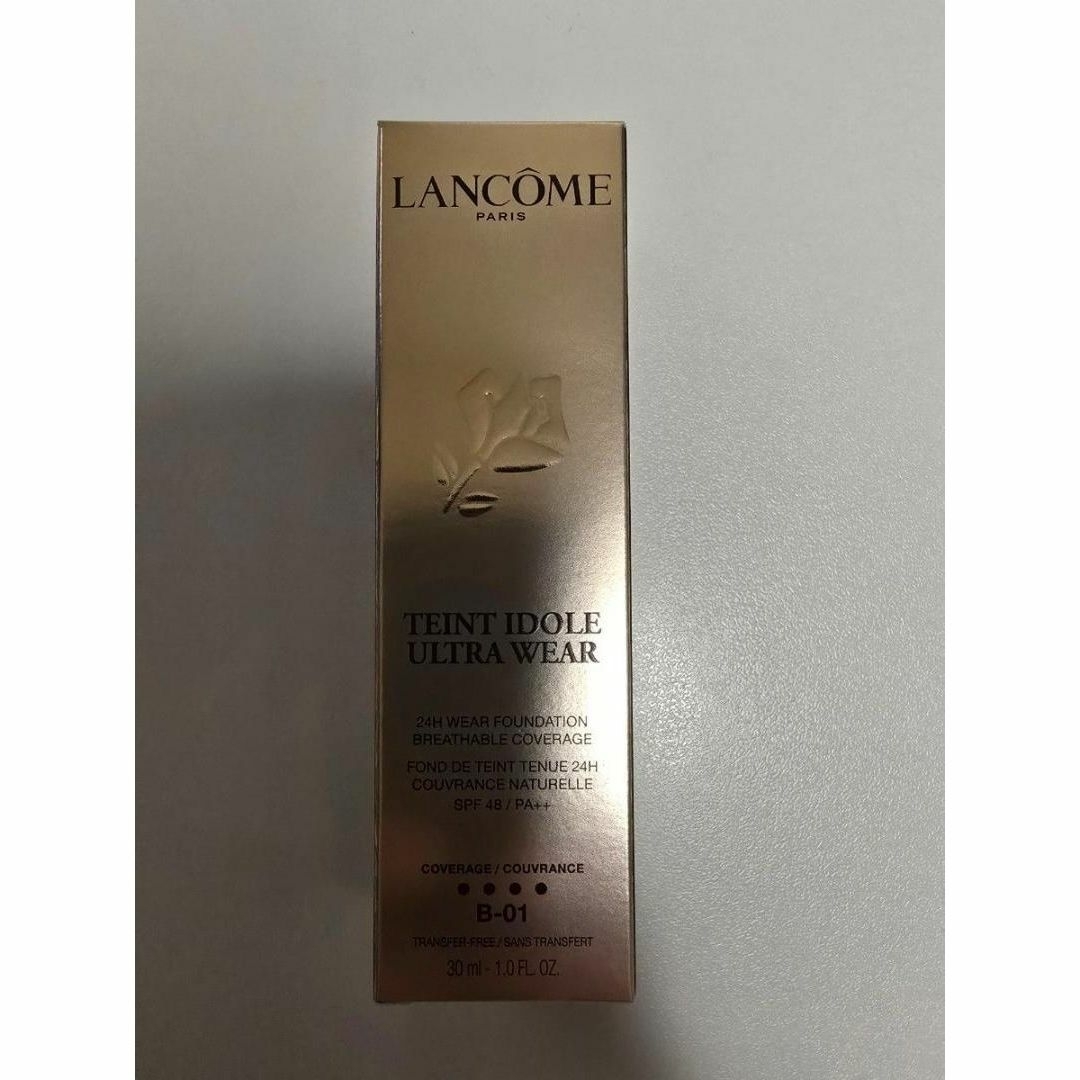 LANCÔME
PARIS
TEINT IDOLE
ULTRA WEAR
24H WEAR FOUNDATION
BREATHABLE COVERAGE
FOND DE TEINT TENUE 24H
COUVRANCE NATURELLE
SPF 48 / PA++
COVERAGE / COUVRANCE
B-01
TRANSFER-FREE / SANS TRANSFERT
30 ml - 1.0 FL. OZ.